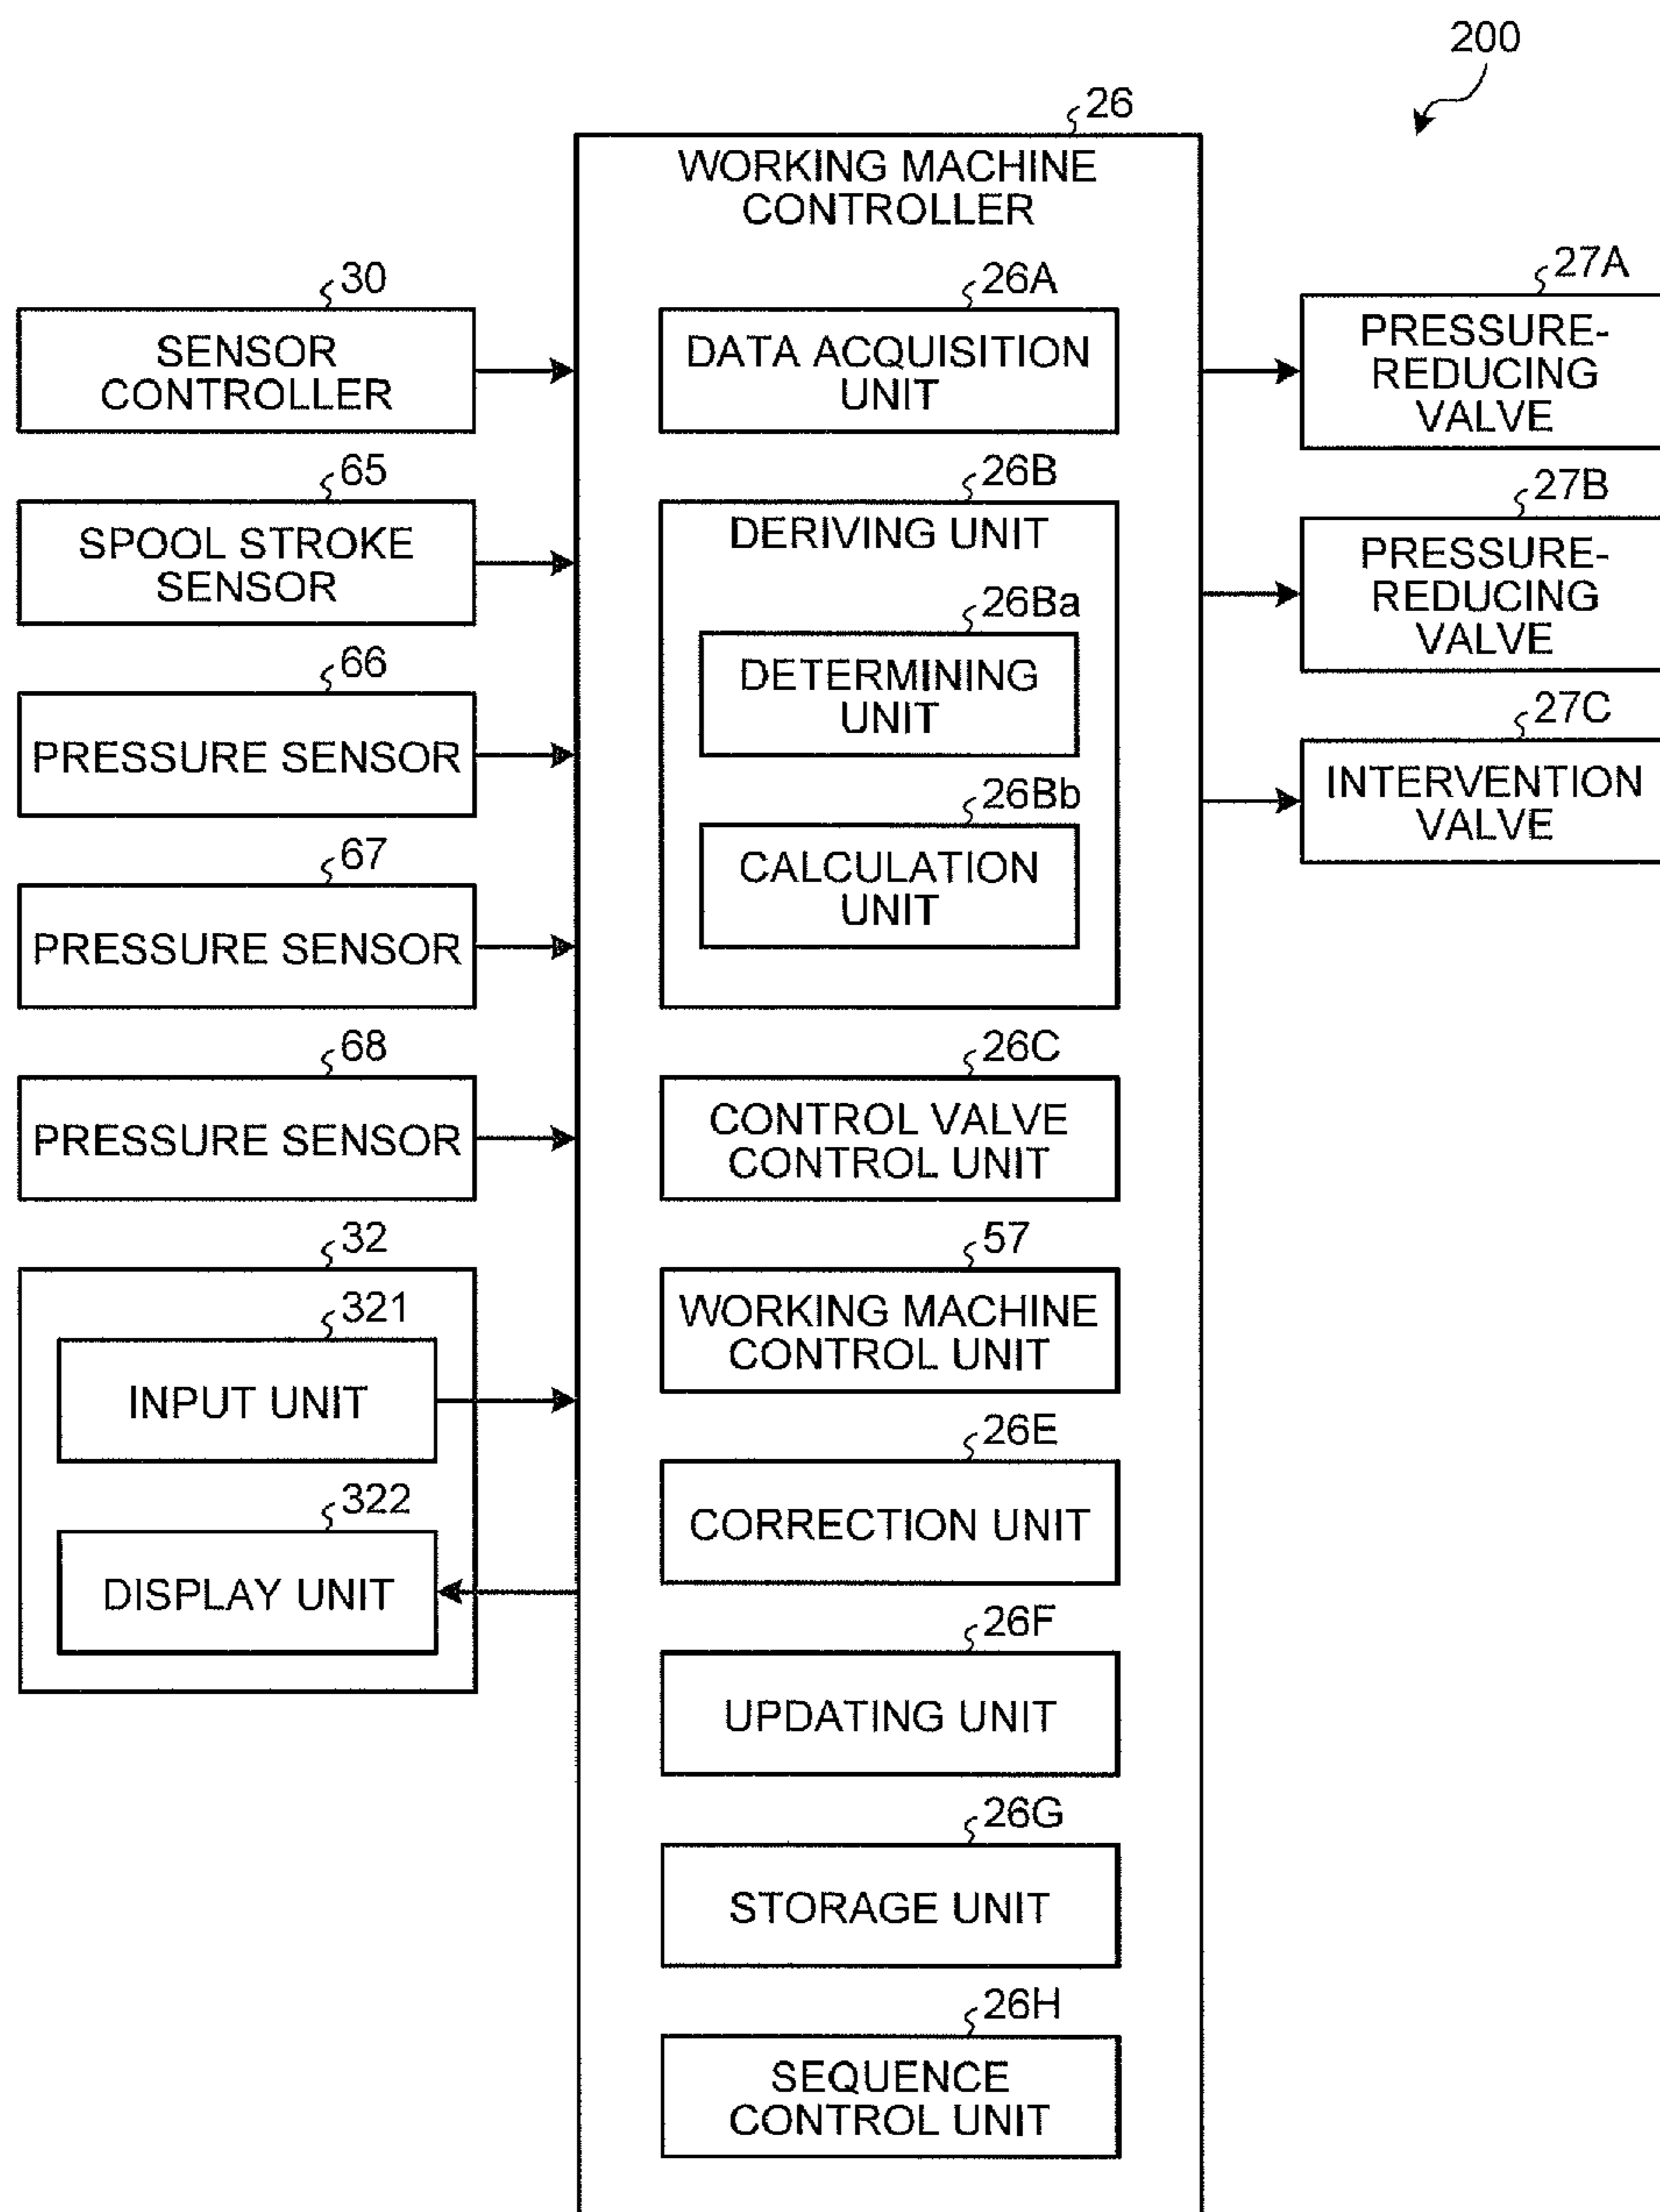 200
26
WORKING MACHINE
CONTROLLER
30
SENSOR
CONTROLLER
65
SPOOL STROKE
SENSOR
66
PRESSURE SENSOR
67
PRESSURE SENSOR
68
PRESSURE SENSOR
32
321
INPUT UNIT
322
DISPLAY UNIT
26A
DATA ACQUISITION
UNIT
26B
DERIVING UNIT
26Ba
DETERMINING
UNIT
26Bb
CALCULATION
UNIT
26C
CONTROL VALVE
CONTROL UNIT
57
WORKING MACHINE
CONTROL UNIT
26E
CORRECTION UNIT
26F
UPDATING UNIT
26G
STORAGE UNIT
26H
SEQUENCE
CONTROL UNIT
27A
PRESSURE-
REDUCING
VALVE
27B
PRESSURE-
REDUCING
VALVE
27C
INTERVENTION
VALVE